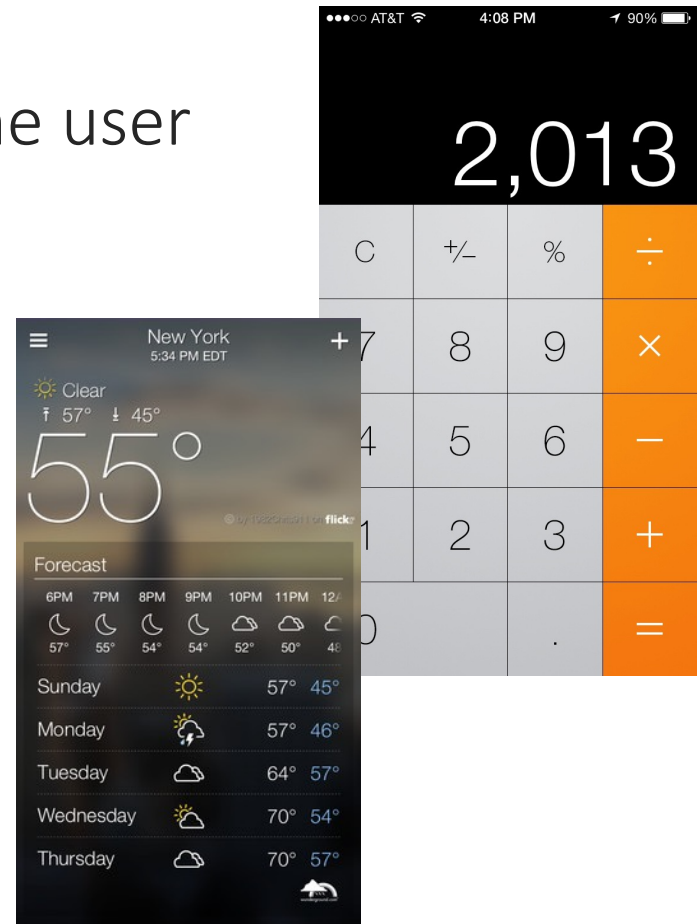 ne user
AT&T 4:08 PM 90%
2,013
C +/− % ÷
7 8 9 ×
4 5 6 −
1 2 3 +
0 . =
New York
5:34 PM EDT
Clear
57° 45°
55°
flickr
Forecast
6PM 7PM 8PM 9PM 10PM 11PM 12A
57° 55° 54° 54° 52° 50° 48
Sunday 57° 45°
Monday 57° 46°
Tuesday 64° 57°
Wednesday 70° 54°
Thursday 70° 57°